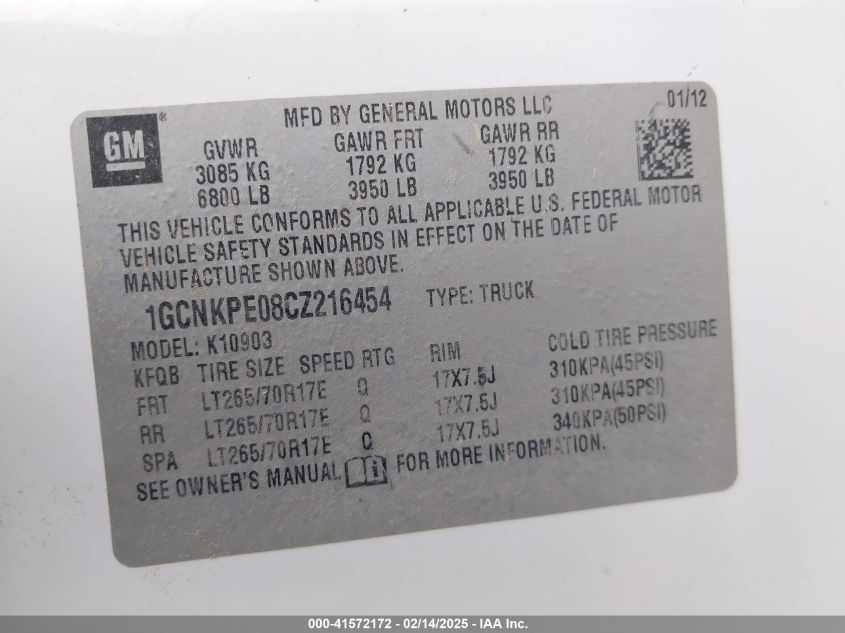 GM ®
MFD BY GENERAL MOTORS LLC 01/12
GVWR GAWR FRT GAWR RR
3085 KG 1792 KG 1792 KG
6800 LB 3950 LB 3950 LB
THIS VEHICLE CONFORMS TO ALL APPLICABLE U.S. FEDERAL MOTOR
VEHICLE SAFETY STANDARDS IN EFFECT ON THE DATE OF
MANUFACTURE SHOWN ABOVE.
1GCNKPE08CZ216454 TYPE: TRUCK
MODEL: K10903
KFQB TIRE SIZE SPEED RTG RIM COLD TIRE PRESSURE
FRT LT265/70R17E Q 17X7.5J 310KPA(45PSI)
RR LT265/70R17E Q 17X7.5J 310KPA(45PSI)
SPA LT265/70R17E Q 17X7.5J 340KPA(50PSI)
SEE OWNER'S MANUAL FOR MORE INFORMATION.
000-41572172 - 02/14/2025 - IAA Inc.